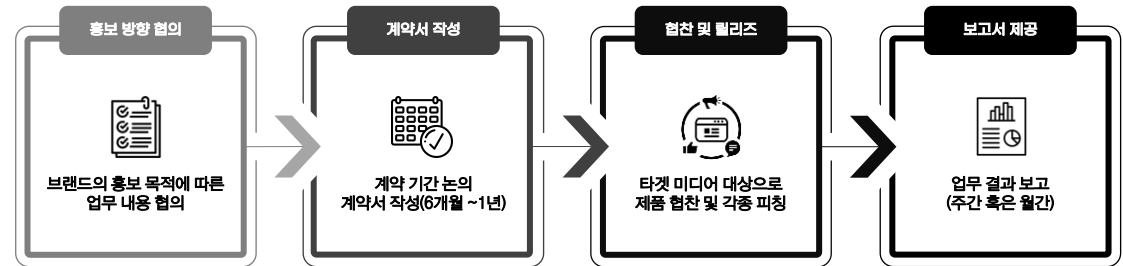 홍보 방향 협의
브랜드의 홍보 목적에 따른
업무 내용 협의
계약서 작성
계약 기간 논의
계약서 작성(6개월 ~1년)
협찬 및 릴리즈
타겟 미디어 대상으로
제품 협찬 및 각종 피칭
보고서 제공
업무 결과 보고
(주간 혹은 월간)